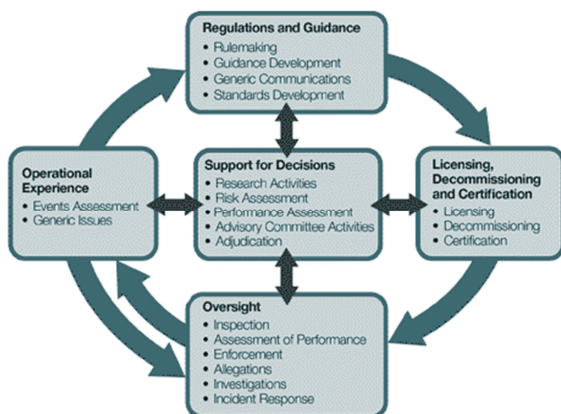 Regulations and Guidance
• Rulemaking
• Guidance Development
• Generic Communications
• Standards Development
Operational
Experience
• Events Assessment
• Generic Issues
Support for Decisions
• Research Activities
• Risk Assessment
• Performance Assessment
• Advisory Committee Activities
• Adjudication
Licensing,
Decommissioning
and Certification
• Licensing
• Decommissioning
• Certification
Oversight
• Inspection
• Assessment of Performance
• Enforcement
• Allegations
• Investigations
• Incident Response